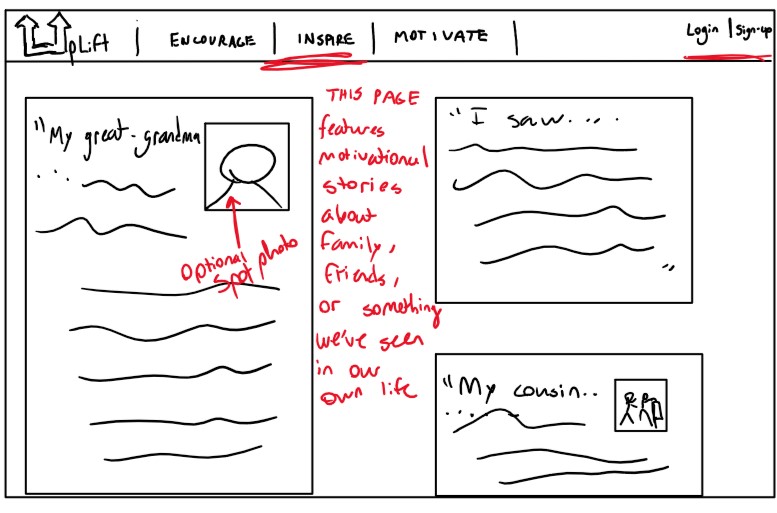 UpLift | ENCOURAGE | INSPIRE | MOTIVATE |
Login | Sign-up
"My great-grandma
. . .
Optional
Spot photo
THIS PAGE
features
motivational
stories
about
Family,
Friends,
or something
we've seen
in our
own life
"I saw. . . .
"
"My cousin..
. . . . . .